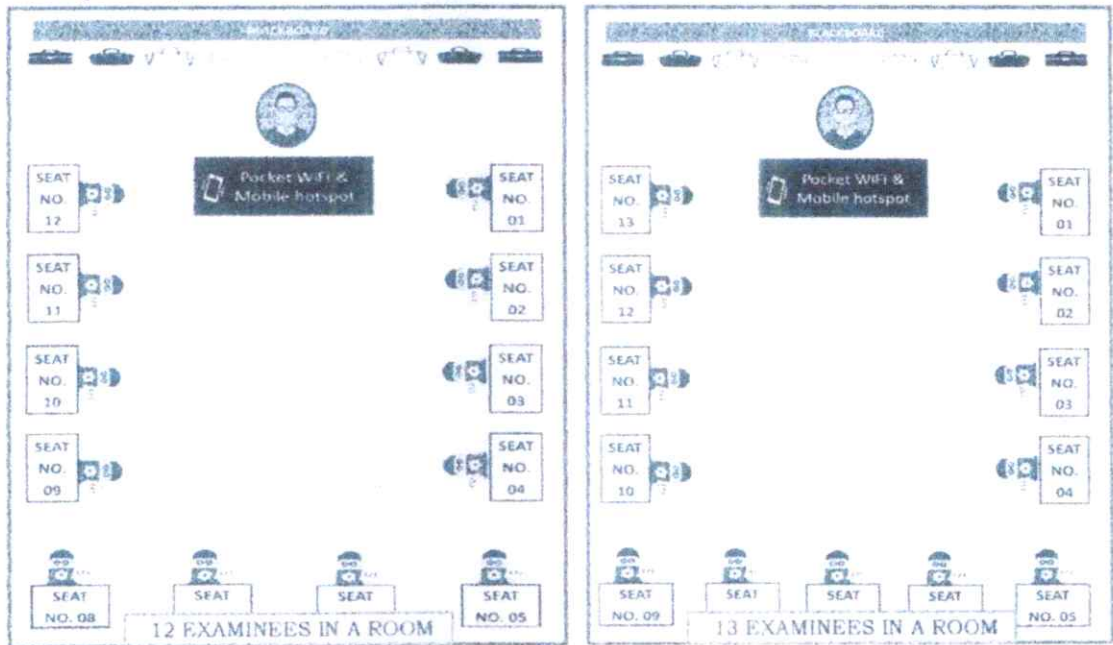 BLACKBOARD
Pocket WiFi &
Mobile hotspot
SEAT
NO.
12
SEAT
NO.
01
SEAT
NO.
11
SEAT
NO.
02
SEAT
NO.
10
SEAT
NO.
03
SEAT
NO.
09
SEAT
NO.
04
SEAT
NO. 08
SEAT
SEAT
SEAT
NO. 05
12 EXAMINEES IN A ROOM
BLACKBOARD
Pocket WiFi &
Mobile hotspot
SEAT
NO.
13
SEAT
NO.
01
SEAT
NO.
12
SEAT
NO.
02
SEAT
NO.
11
SEAT
NO.
03
SEAT
NO.
10
SEAT
NO.
04
SEAT
NO. 09
SEAT
SEAT
SEAT
SEAT
NO. 05
13 EXAMINEES IN A ROOM